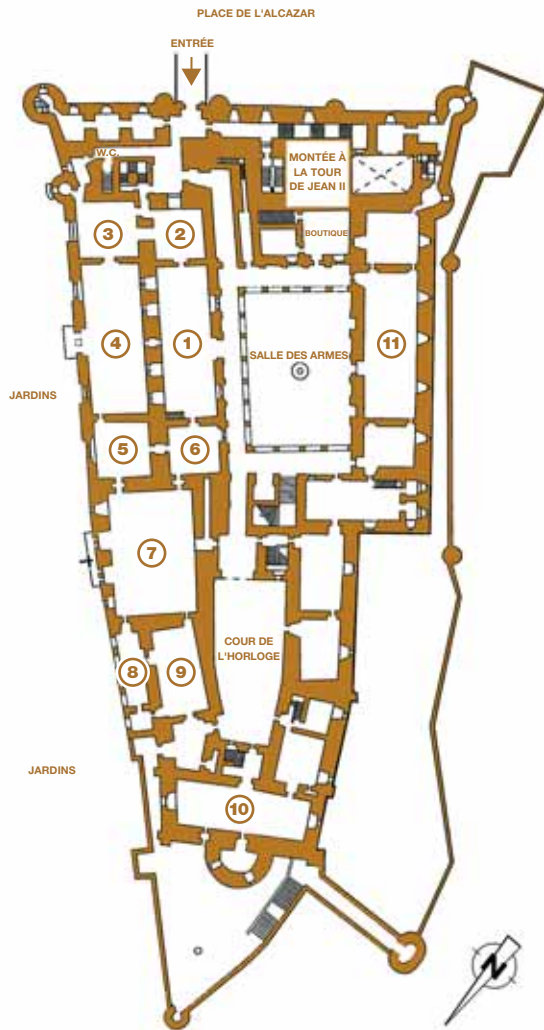 PLACE DE L'ALCAZAR
ENTRÉE
W.C.
MONTÉE À
LA TOUR
DE JEAN II
BOUTIQUE
3
2
4
1
SALLE DES ARMES
11
JARDINS
5
6
7
COUR DE
L'HORLOGE
8
9
JARDINS
10
N